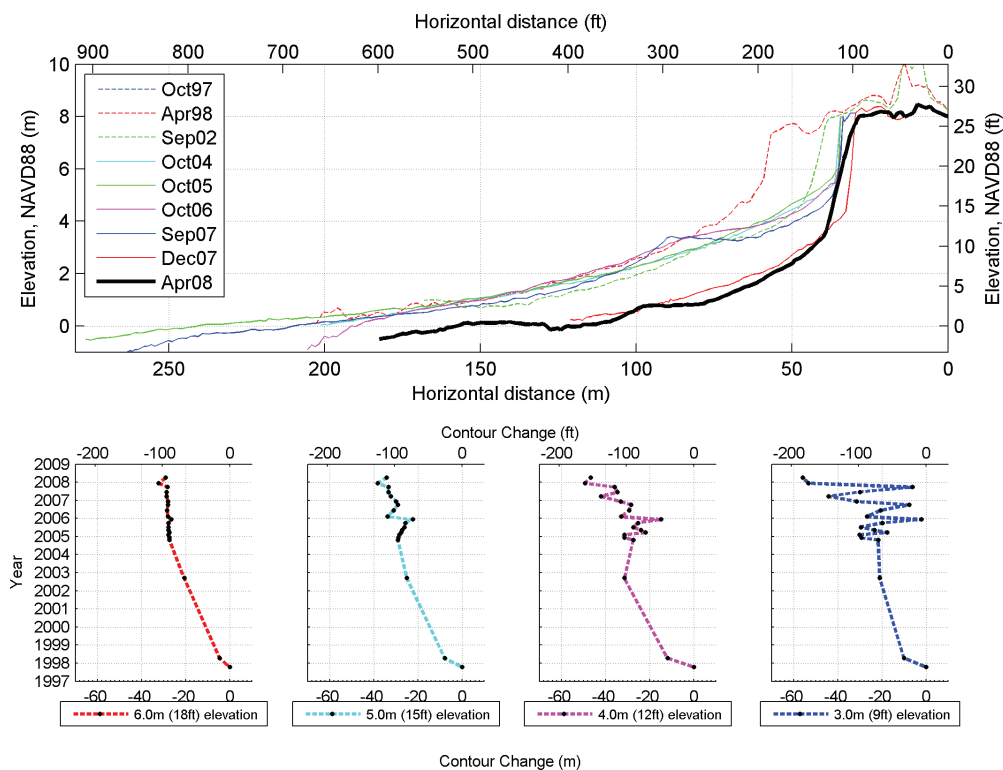 Horizontal distance (ft)
900 800 700 600 500 400 300 200 100 0
10
8
6
4
2
0
Elevation, NAVD88 (m)
30
25
20
15
10
5
0
Elevation, NAVD88 (ft)
Oct97
Apr98
Sep02
Oct04
Oct05
Oct06
Sep07
Dec07
Apr08
250 200 150 100 50 0
Horizontal distance (m)
Contour Change (ft)
-200 -100 0
-200 -100 0
-200 -100 0
-200 -100 0
2009
2008
2007
2006
2005
2003
2002
2001
2000
1999
1998
1997
Year
-60 -40 -20 0
-60 -40 -20 0
-60 -40 -20 0
-60 -40 -20 0
6.0m (18ft) elevation
5.0m (15ft) elevation
4.0m (12ft) elevation
3.0m (9ft) elevation
Contour Change (m)